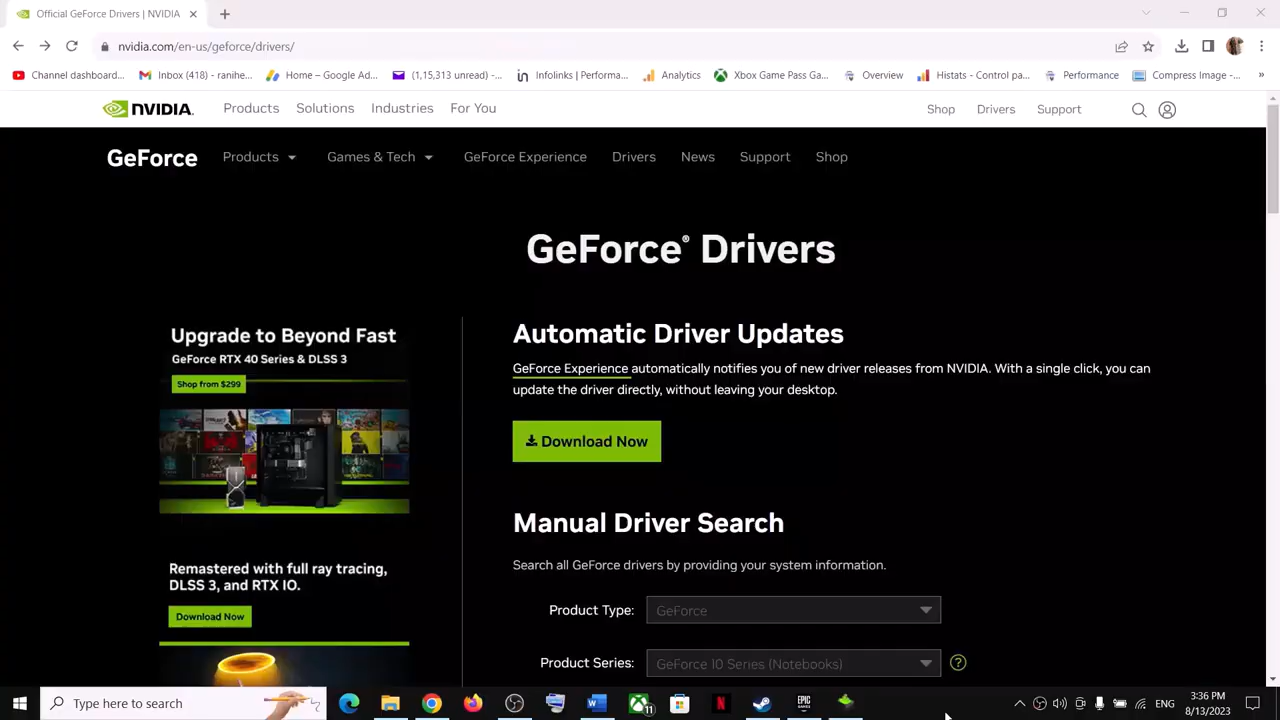 Official GeForce Drivers | NVIDIA
nvidia.com/en-us/geforce/drivers/
Channel dashboard...
Inbox (418) - ranihe...
Home – Google Ad...
(1,15,313 unread) -...
Infolinks | Performa...
Analytics
Xbox Game Pass Ga...
Overview
Histats - Control pa...
Performance
Compress Image -...
»
NVIDIA.
Products
Solutions
Industries
For You
Shop
Drivers
Support
GeForce
Products
Games & Tech
GeForce Experience
Drivers
News
Support
Shop
GeForce® Drivers
Upgrade to Beyond Fast
GeForce RTX 40 Series & DLSS 3
Shop from $299
Remastered with full ray tracing,
DLSS 3, and RTX IO.
Download Now
Automatic Driver Updates
GeForce Experience automatically notifies you of new driver releases from NVIDIA. With a single click, you can
update the driver directly, without leaving your desktop.
Download Now
Manual Driver Search
Search all GeForce drivers by providing your system information.
Product Type:
GeForce
Product Series:
GeForce 10 Series (Notebooks)
?
Type here to search
11
EPIC
GAMES
ENG
3:36 PM
8/13/2023